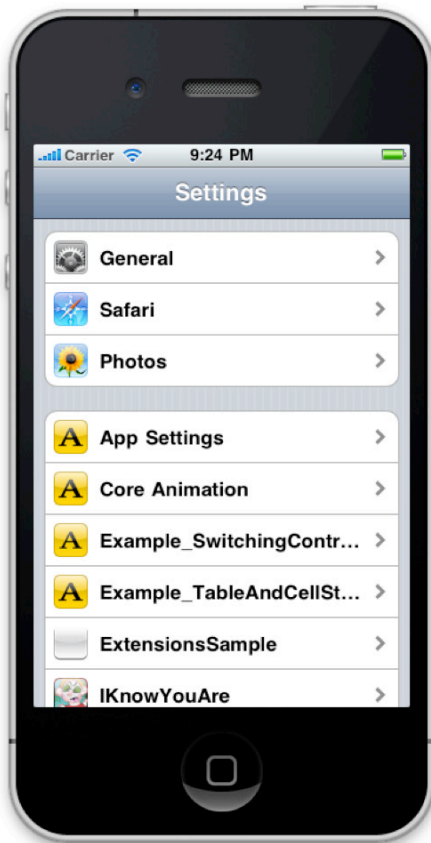 Carrier 9:24 PM
Settings
General
Safari
Photos
A App Settings
A Core Animation
A Example_SwitchingContr...
A Example_TableAndCellSt...
ExtensionsSample
IKnowYouAre